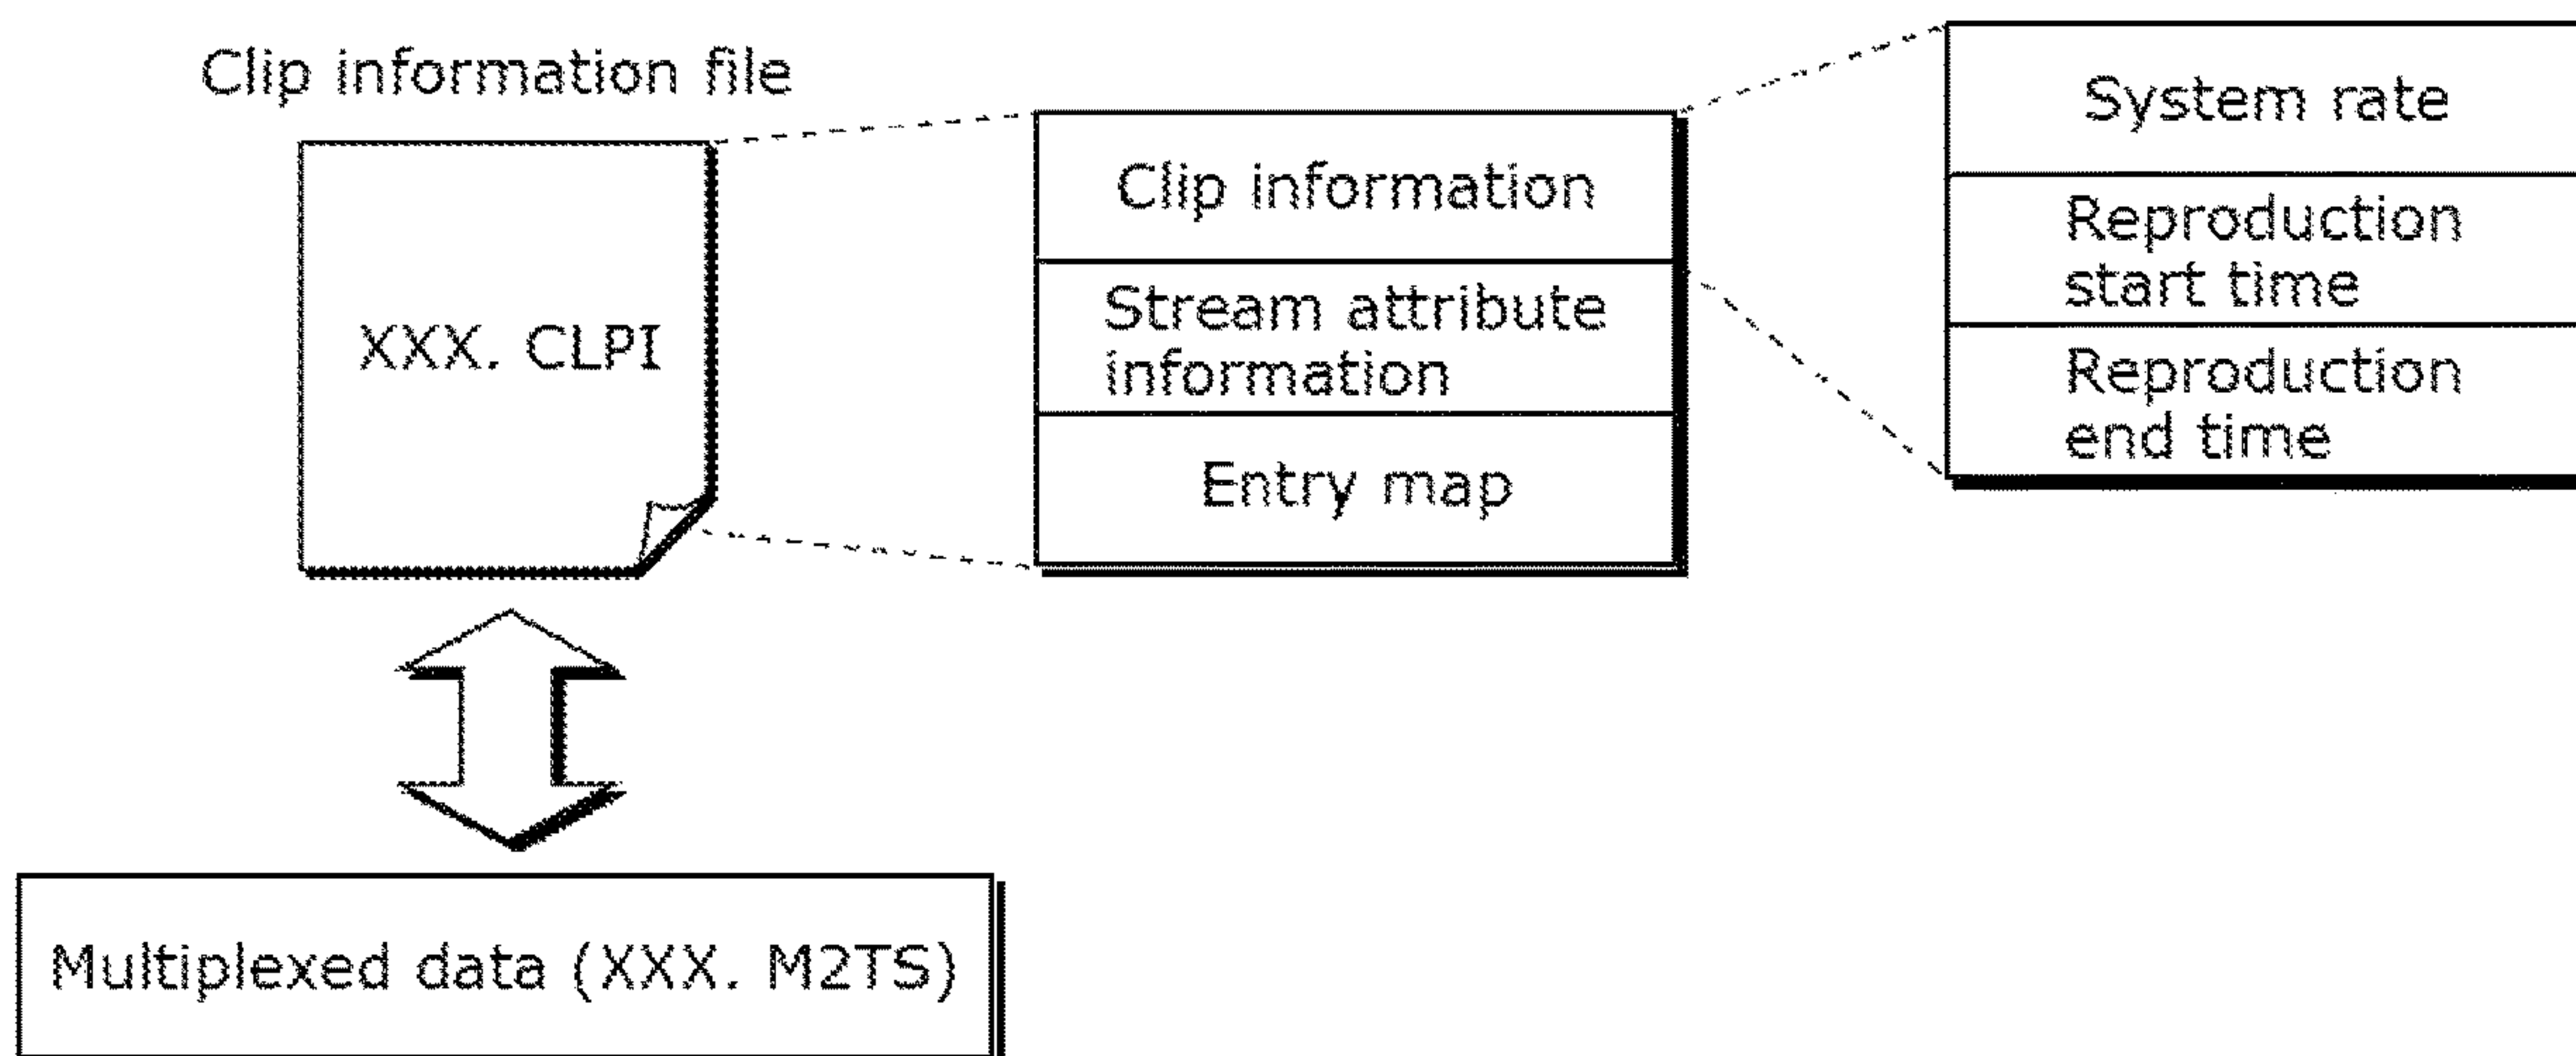 Clip information file
XXX. CLPI
Clip information
Stream attribute
information
Entry map
System rate
Reproduction
start time
Reproduction
end time
Multiplexed data (XXX. M2TS)